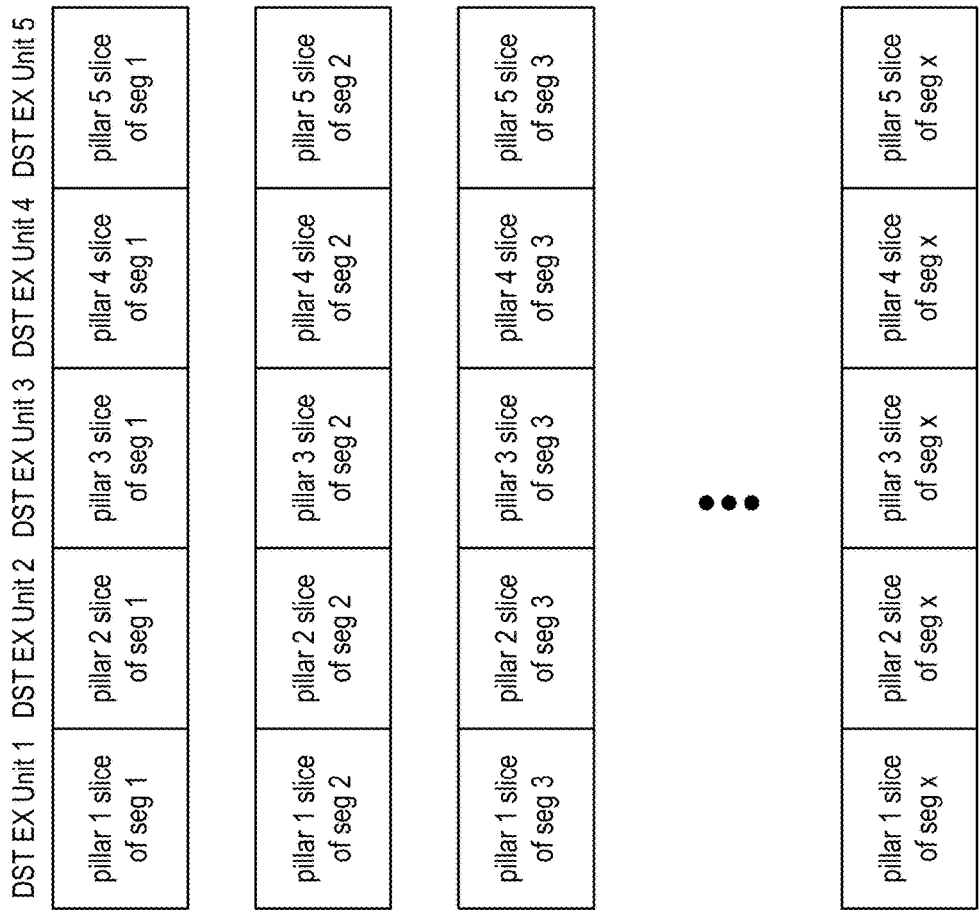 DST EX Unit 1
DST EX Unit 2
DST EX Unit 3
DST EX Unit 4
DST EX Unit 5
pillar 1 slice
of seg 1
pillar 2 slice
of seg 1
pillar 3 slice
of seg 1
pillar 4 slice
of seg 1
pillar 5 slice
of seg 1
pillar 1 slice
of seg 2
pillar 2 slice
of seg 2
pillar 3 slice
of seg 2
pillar 4 slice
of seg 2
pillar 5 slice
of seg 2
pillar 1 slice
of seg 3
pillar 2 slice
of seg 3
pillar 3 slice
of seg 3
pillar 4 slice
of seg 3
pillar 5 slice
of seg 3
pillar 1 slice
of seg x
pillar 2 slice
of seg x
pillar 3 slice
of seg x
pillar 4 slice
of seg x
pillar 5 slice
of seg x